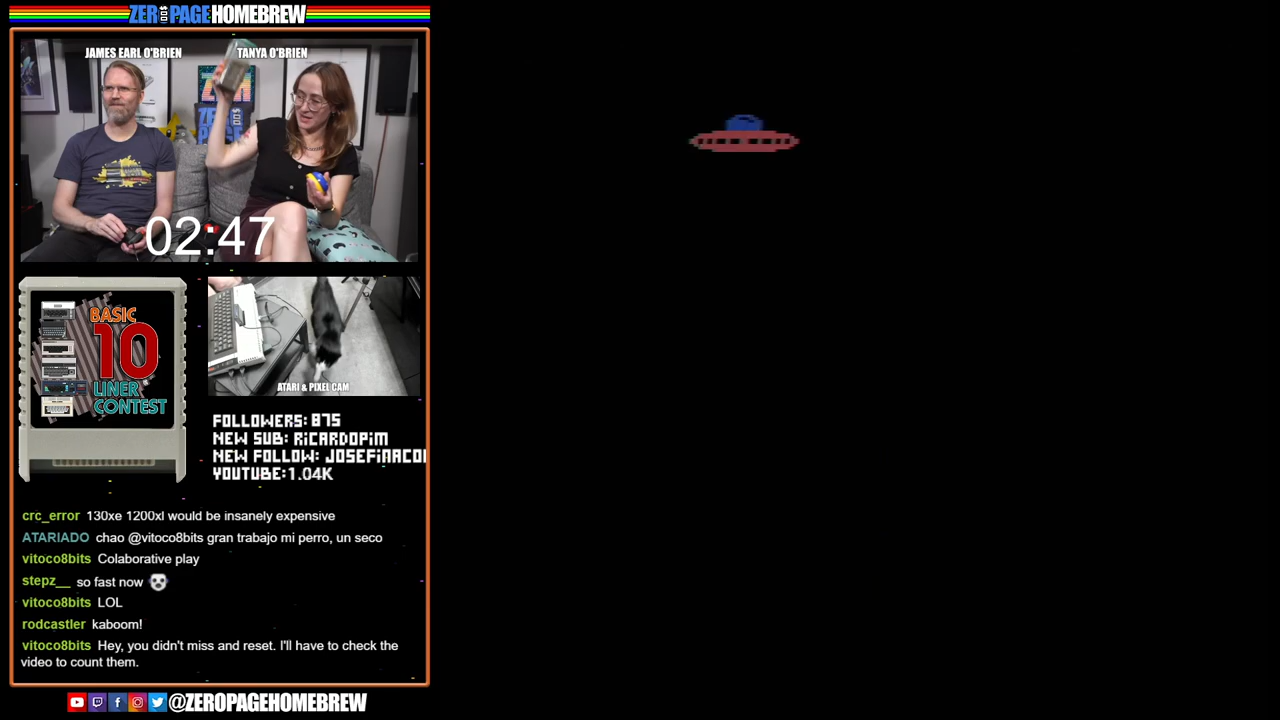 ZEROPAGE HOMEBREW
JAMES EARL O'BRIEN
TANYA O'BRIEN
ZERO
PAGE
02:47
BASIC
10
LINER
CONTEST
ATARI & PIXEL CAM
FOLLOWERS: 875
NEW SUB: RICARDOPIM
NEW FOLLOW: JOSEFINACO
YOUTUBE:1.04K
crc_error 130xe 1200xl would be insanely expensive
ATARIADO chao @vitoco8bits gran trabajo mi perro, un seco
vitoco8bits Colaborative play
stepz__ so fast now
vitoco8bits LOL
rodcastler kaboom!
vitoco8bits Hey, you didn't miss and reset. I'll have to check the
video to count them.
@ZEROPAGEHOMEBREW